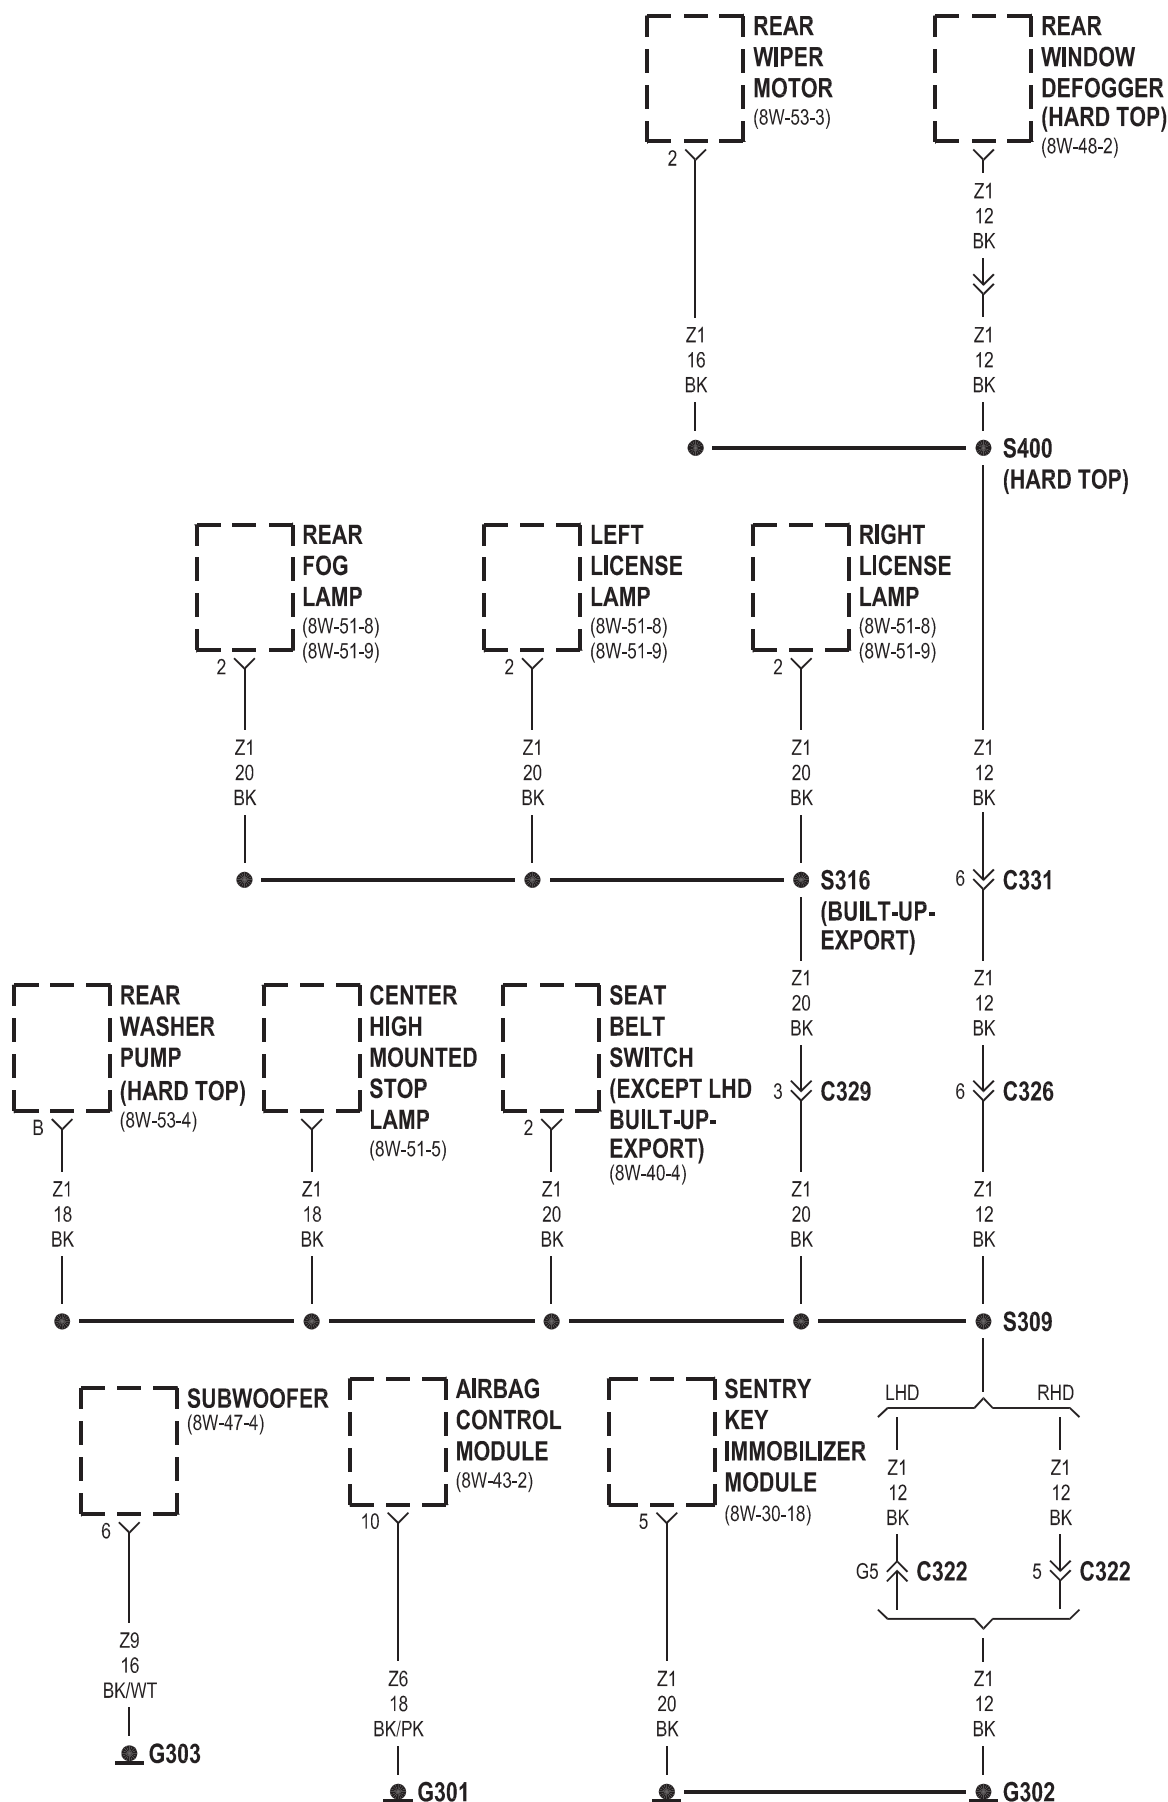 REAR
WIPER
MOTOR
(8W-53-3)
2
REAR
WINDOW
DEFOGGER
(HARD TOP)
(8W-48-2)
Z1
12
BK
Z1
16
BK
Z1
12
BK
S400
(HARD TOP)
REAR
FOG
LAMP
(8W-51-8)
(8W-51-9)
2
LEFT
LICENSE
LAMP
(8W-51-8)
(8W-51-9)
2
RIGHT
LICENSE
LAMP
(8W-51-8)
(8W-51-9)
2
Z1
20
BK
Z1
20
BK
Z1
20
BK
Z1
12
BK
S316
(BUILT-UP-
EXPORT)
6
C331
REAR
WASHER
PUMP
(HARD TOP)
(8W-53-4)
B
CENTER
HIGH
MOUNTED
STOP
LAMP
(8W-51-5)
SEAT
BELT
SWITCH
(EXCEPT LHD
BUILT-UP-
EXPORT)
(8W-40-4)
2
Z1
20
BK
Z1
12
BK
3
C329
6
C326
Z1
18
BK
Z1
18
BK
Z1
20
BK
Z1
20
BK
Z1
12
BK
S309
SUBWOOFER
(8W-47-4)
6
AIRBAG
CONTROL
MODULE
(8W-43-2)
10
SENTRY
KEY
IMMOBILIZER
MODULE
(8W-30-18)
5
LHD
RHD
Z1
12
BK
Z1
12
BK
G5
C322
5
C322
Z9
16
BK/WT
Z6
18
BK/PK
Z1
20
BK
Z1
12
BK
G303
G301
G302